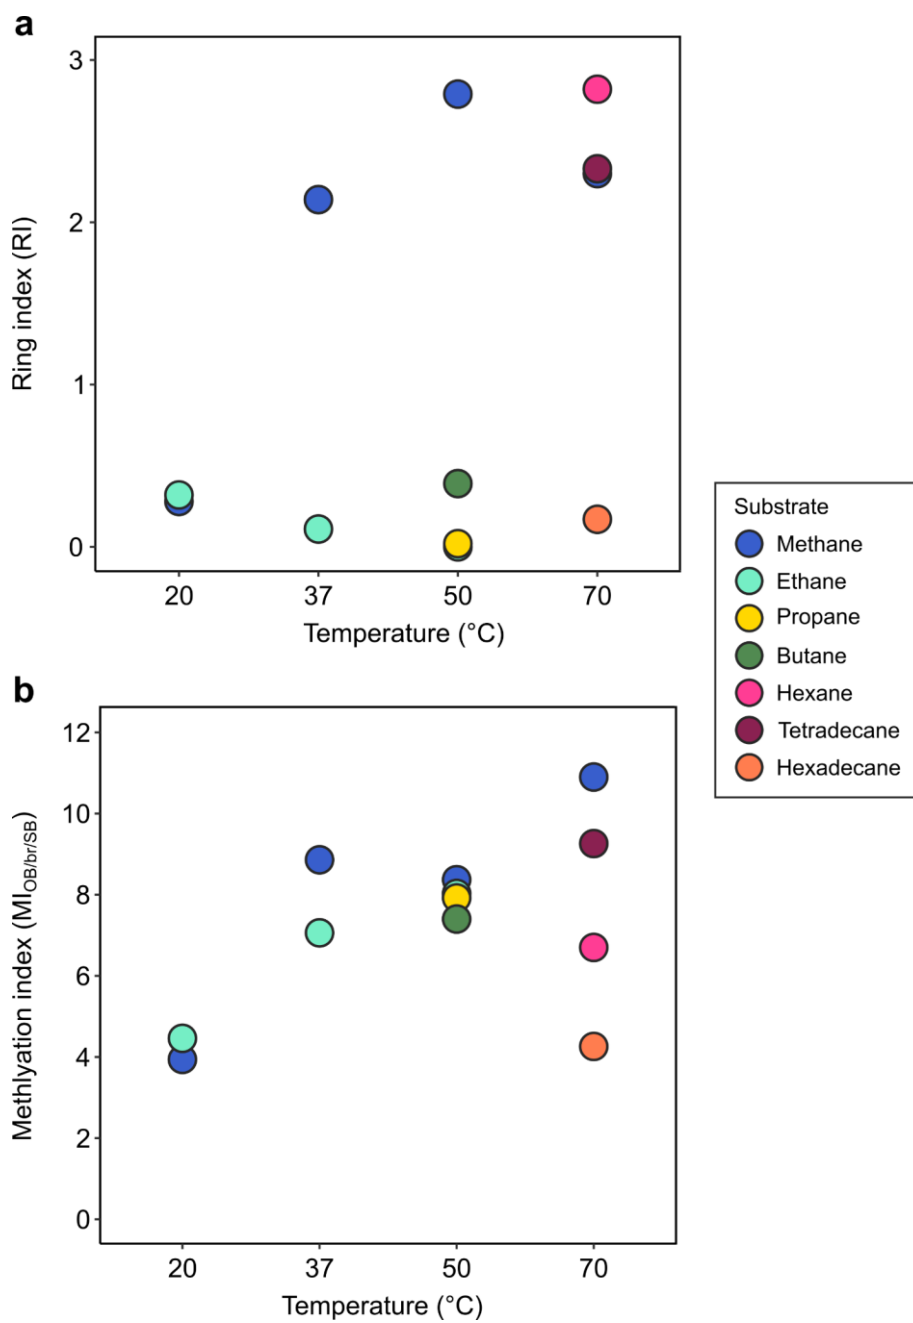 a
3
2
1
0
Ring index (RI)
20 37 50 70
Temperature (°C)
Substrate
Methane
Ethane
Propane
Butane
Hexane
Tetradecane
Hexadecane
b
12
10
8
6
4
2
0
Methlyation index (MI_OB/br/SB)
20 37 50 70
Temperature (°C)